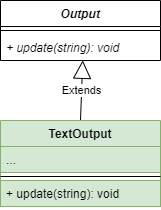 Output
+ update(string): void
Extends
TextOutput
...
+ update(string): void